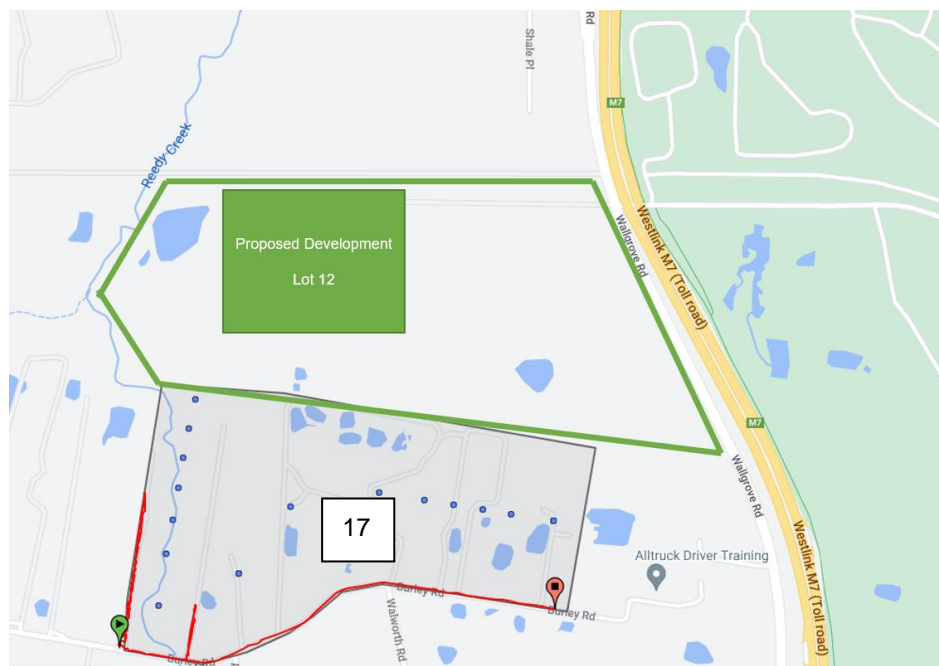 Shale Pl
Rd
M7
Reedy Creek
Proposed Development
Lot 12
Wallgrove Rd
Westlink M7 (Toll road)
M7
Wallgrove Rd
17
Westlink M7 (Toll road)
Alltruck Driver Training
Burley Rd
Burley Rd
Walworth Rd
Burley Rd